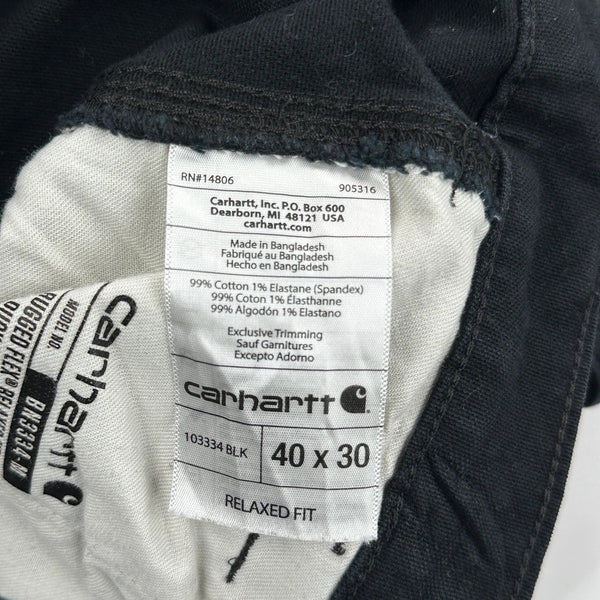 RN#14806 905316
Carhartt, Inc. P.O. Box 600
Dearborn, MI 48121 USA
carhartt.com
Made in Bangladesh
Fabriqué au Bangladesh
Hecho en Bangladesh
99% Cotton 1% Elastane (Spandex)
99% Coton 1% Élasthanne
99% Algodón 1% Elastano
Exclusive Trimming
Sauf Garnitures
Excepto Adorno
carhartt
103334 BLK 40 x 30
RELAXED FIT
carhartt
MODEL NO.
RUGGED FLEX®